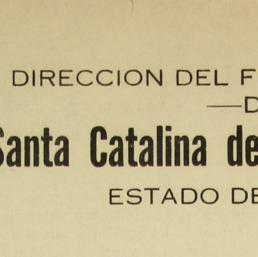 DIRECCION DEL F
—D
Santa Catalina de
ESTADO DE